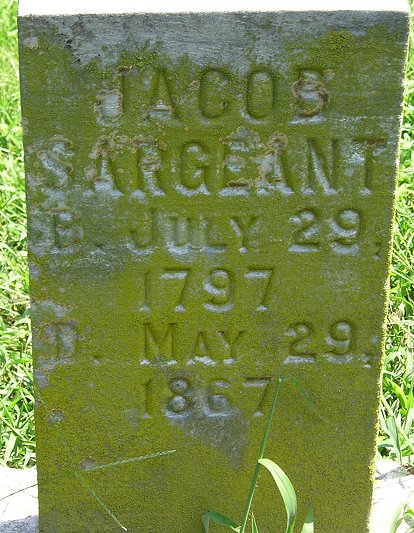 JACOB
SARGEANT
B. JULY 29,
1797
D. MAY 29,
1867